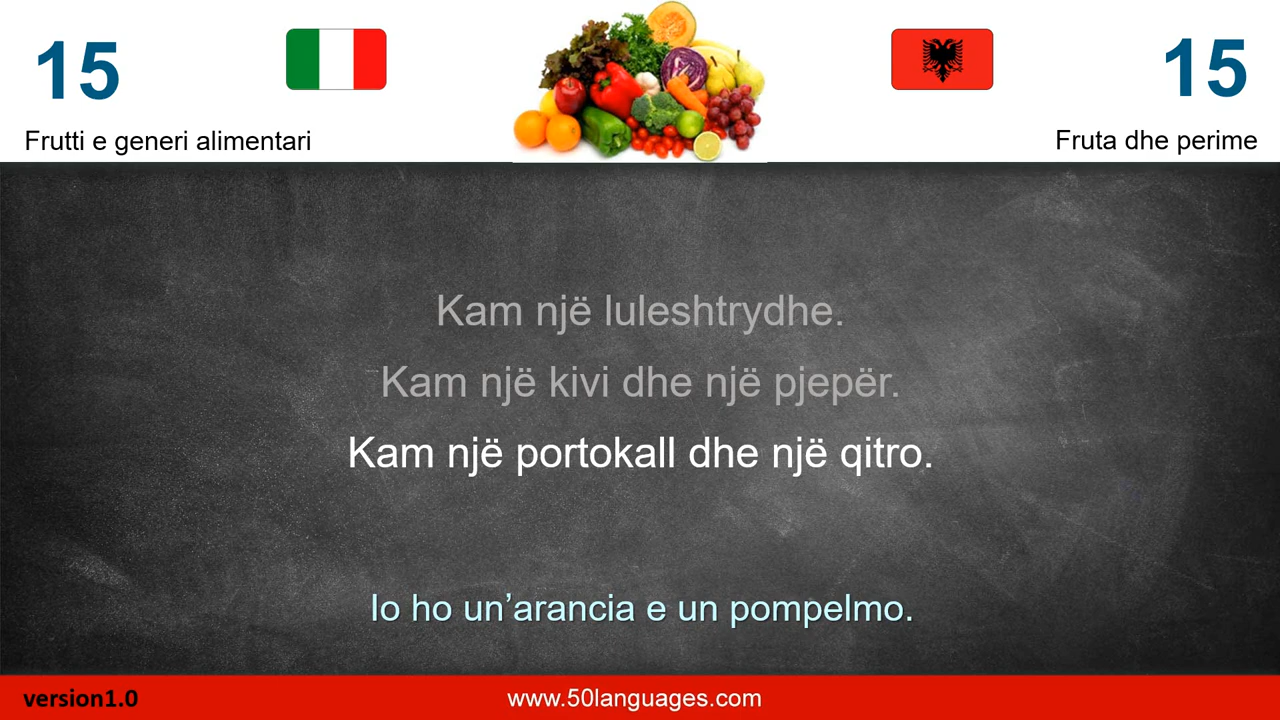 15
15
Frutti e generi alimentari
Fruta dhe perime
Kam një luleshtrydhe.
Kam një kivi dhe një pjepër.
Kam një portokall dhe një qitro.
Io ho un’arancia e un pompelmo.
version1.0
www.50languages.com